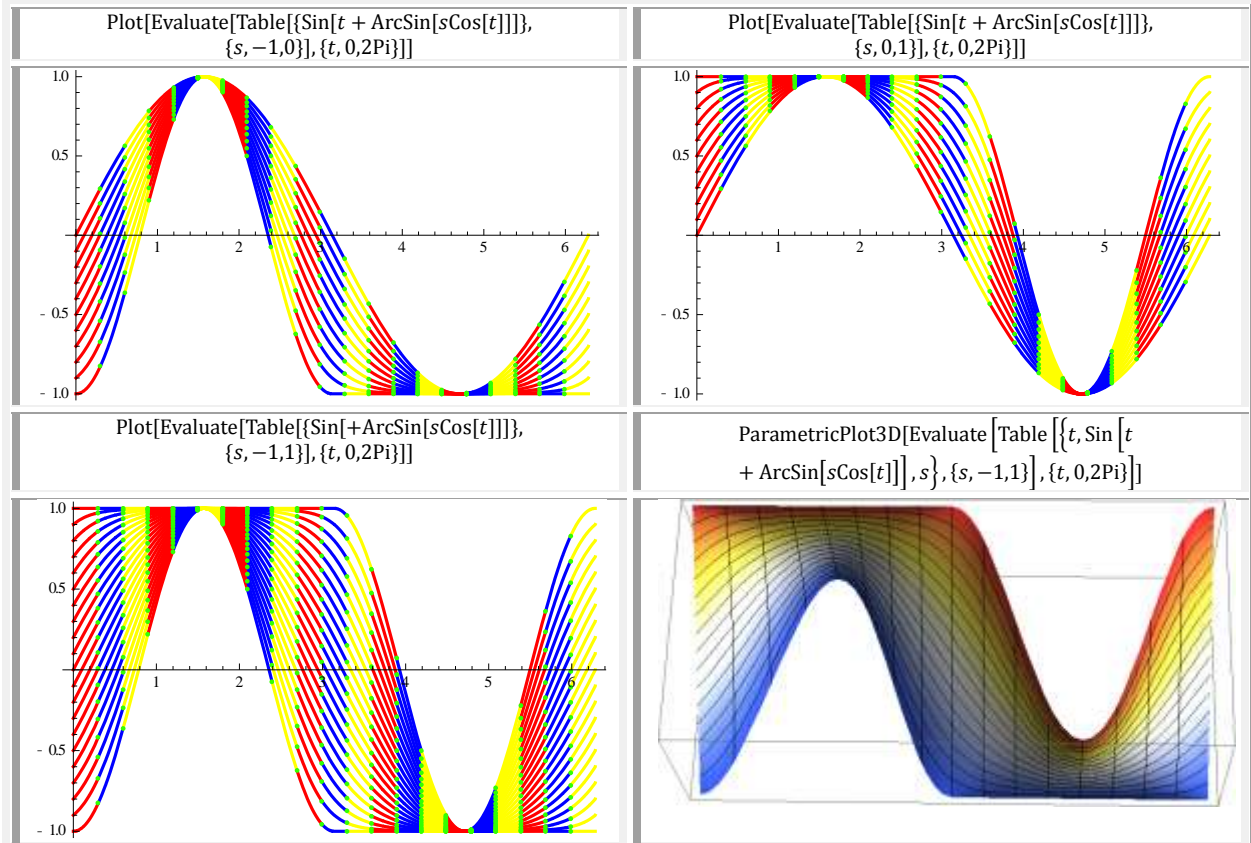 Plot[Evaluate[Table[{Sin[t + ArcSin[sCos[t]]]},
{s, −1,0}], {t, 0,2Pi}]]
Plot[Evaluate[Table[{Sin[t + ArcSin[sCos[t]]]},
{s, 0,1}], {t, 0,2Pi}]]
1.0
0.5
1 2 3 4 5 6
- 0.5
- 1.0
1.0
0.5
1 2 3 4 5 6
- 0.5
- 1.0
Plot[Evaluate[Table[{Sin[+ArcSin[sCos[t]]]},
{s, −1,1}], {t, 0,2Pi}]]
ParametricPlot3D[Evaluate [Table [{t, Sin [t
+ ArcSin[sCos[t]]] , s} , {s, −1,1}] , {t, 0,2Pi}]]
1.0
0.5
1 2 3 4 5 6
- 0.5
- 1.0